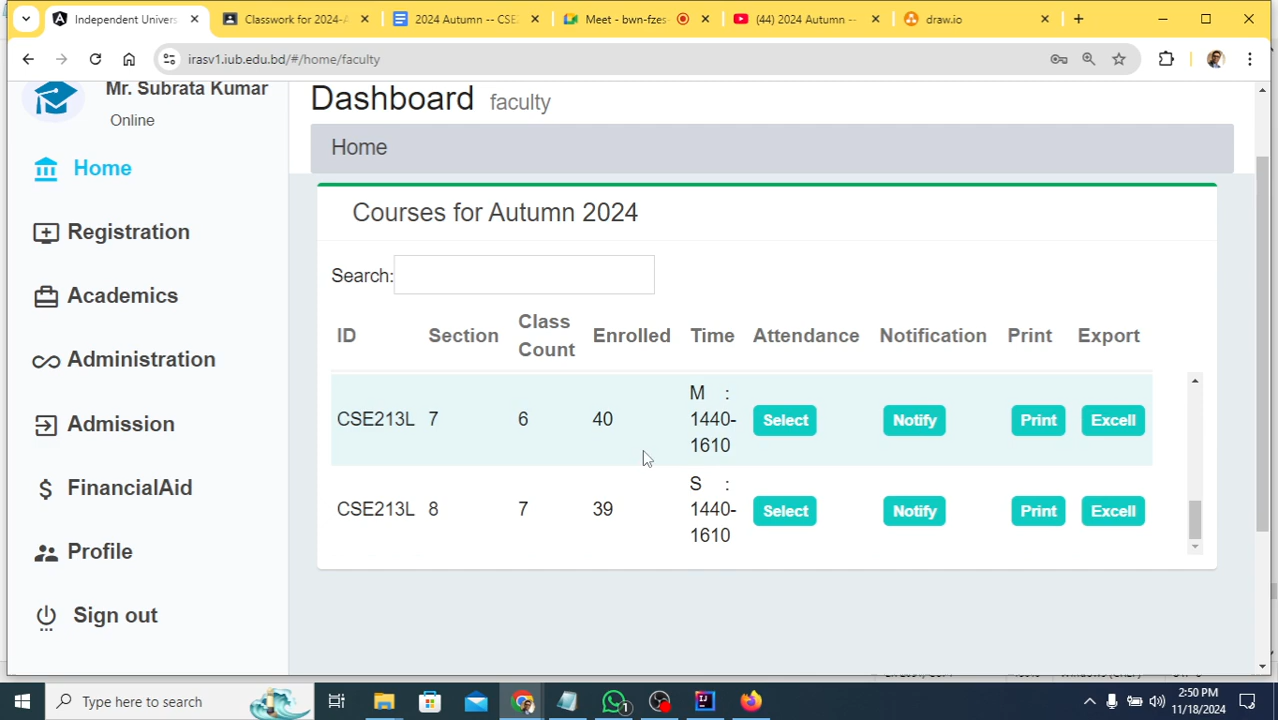 Independent Univers
Classwork for 2024-A
2024 Autumn -- CSE
Meet - bwn-fzes-
(44) 2024 Autumn --
draw.io
irasv1.iub.edu.bd/#/home/faculty
Mr. Subrata Kumar
Online
Home
Registration
Academics
Administration
Admission
FinancialAid
Profile
Sign out
Dashboard faculty
Home
Courses for Autumn 2024
Search:
ID Section Class Count Enrolled Time Attendance Notification Print Export
M :
CSE213L 7 6 40 1440- Select Notify Print Excell
1610
S :
CSE213L 8 7 39 1440- Select Notify Print Excell
1610
Type here to search
1
2:50 PM
11/18/2024